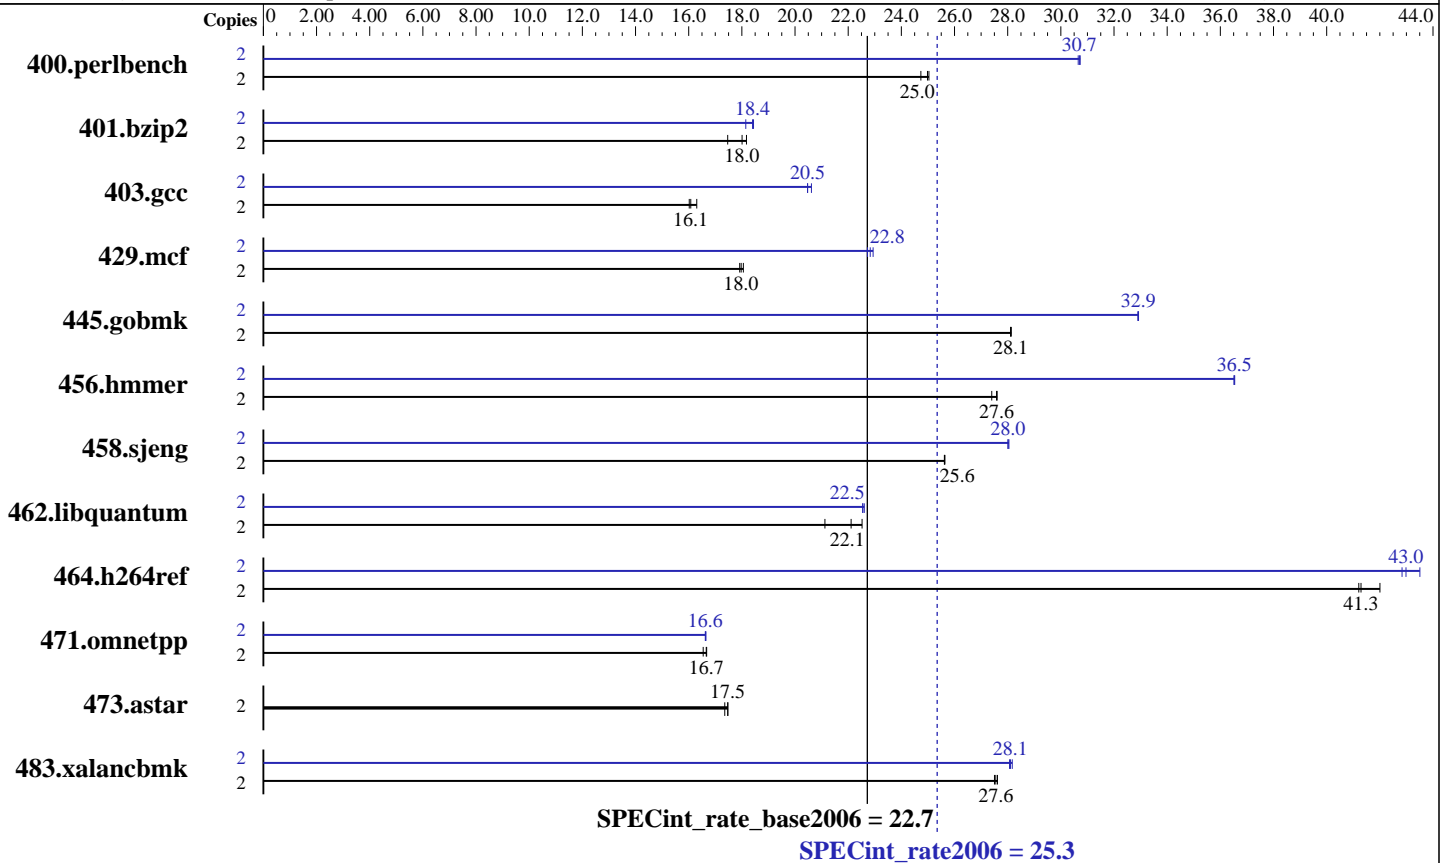 Copies 0 2.00 4.00 6.00 8.00 10.0 12.0 14.0 16.0 18.0 20.0 22.0 24.0 26.0 28.0 30.0 32.0 34.0 36.0 38.0 40.0 44.0
400.perlbench 2 30.7
2 25.0
401.bzip2 2 18.4
2 18.0
403.gcc 2 20.5
2 16.1
429.mcf 2 22.8
2 18.0
445.gobmk 2 32.9
2 28.1
456.hmmer 2 36.5
2 27.6
458.sjeng 2 28.0
2 25.6
462.libquantum 2 22.5
2 22.1
464.h264ref 2 43.0
2 41.3
471.omnetpp 2 16.6
2 16.7
473.astar 2 17.5
483.xalancbmk 2 28.1
2 27.6
SPECint_rate_base2006 = 22.7
SPECint_rate2006 = 25.3